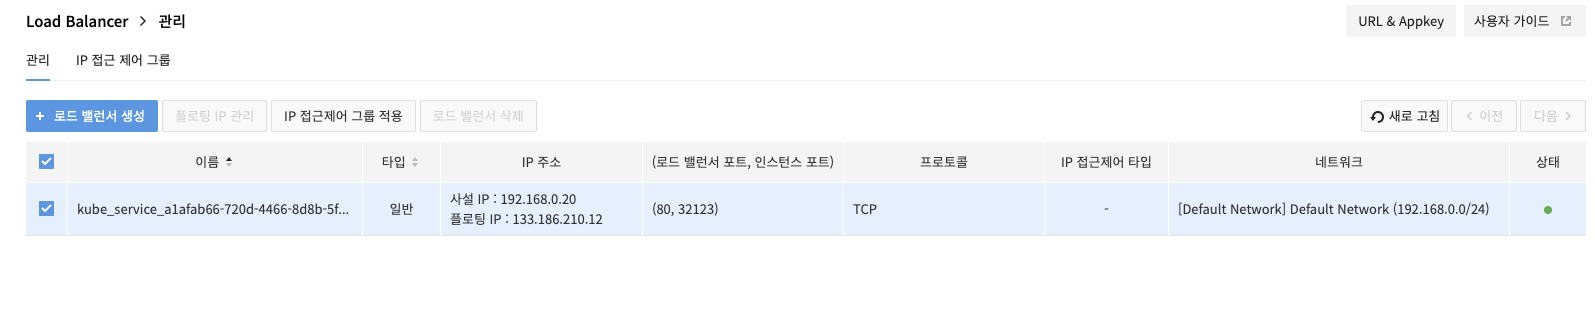 Load Balancer > 관리
URL & Appkey
사용자 가이드
관리
IP 접근 제어 그룹
+ 로드 밸런서 생성
플로팅 IP 관리
IP 접근제어 그룹 적용
로드 밸런서 삭제
새로 고침
< 이전
다음 >
이름
타입
IP 주소
(로드 밸런서 포트, 인스턴스 포트)
프로토콜
IP 접근제어 타입
네트워크
상태
kube_service_a1afab66-720d-4466-8d8b-5f...
일반
사설 IP : 192.168.0.20
플로팅 IP : 133.186.210.12
(80, 32123)
TCP
-
[Default Network] Default Network (192.168.0.0/24)